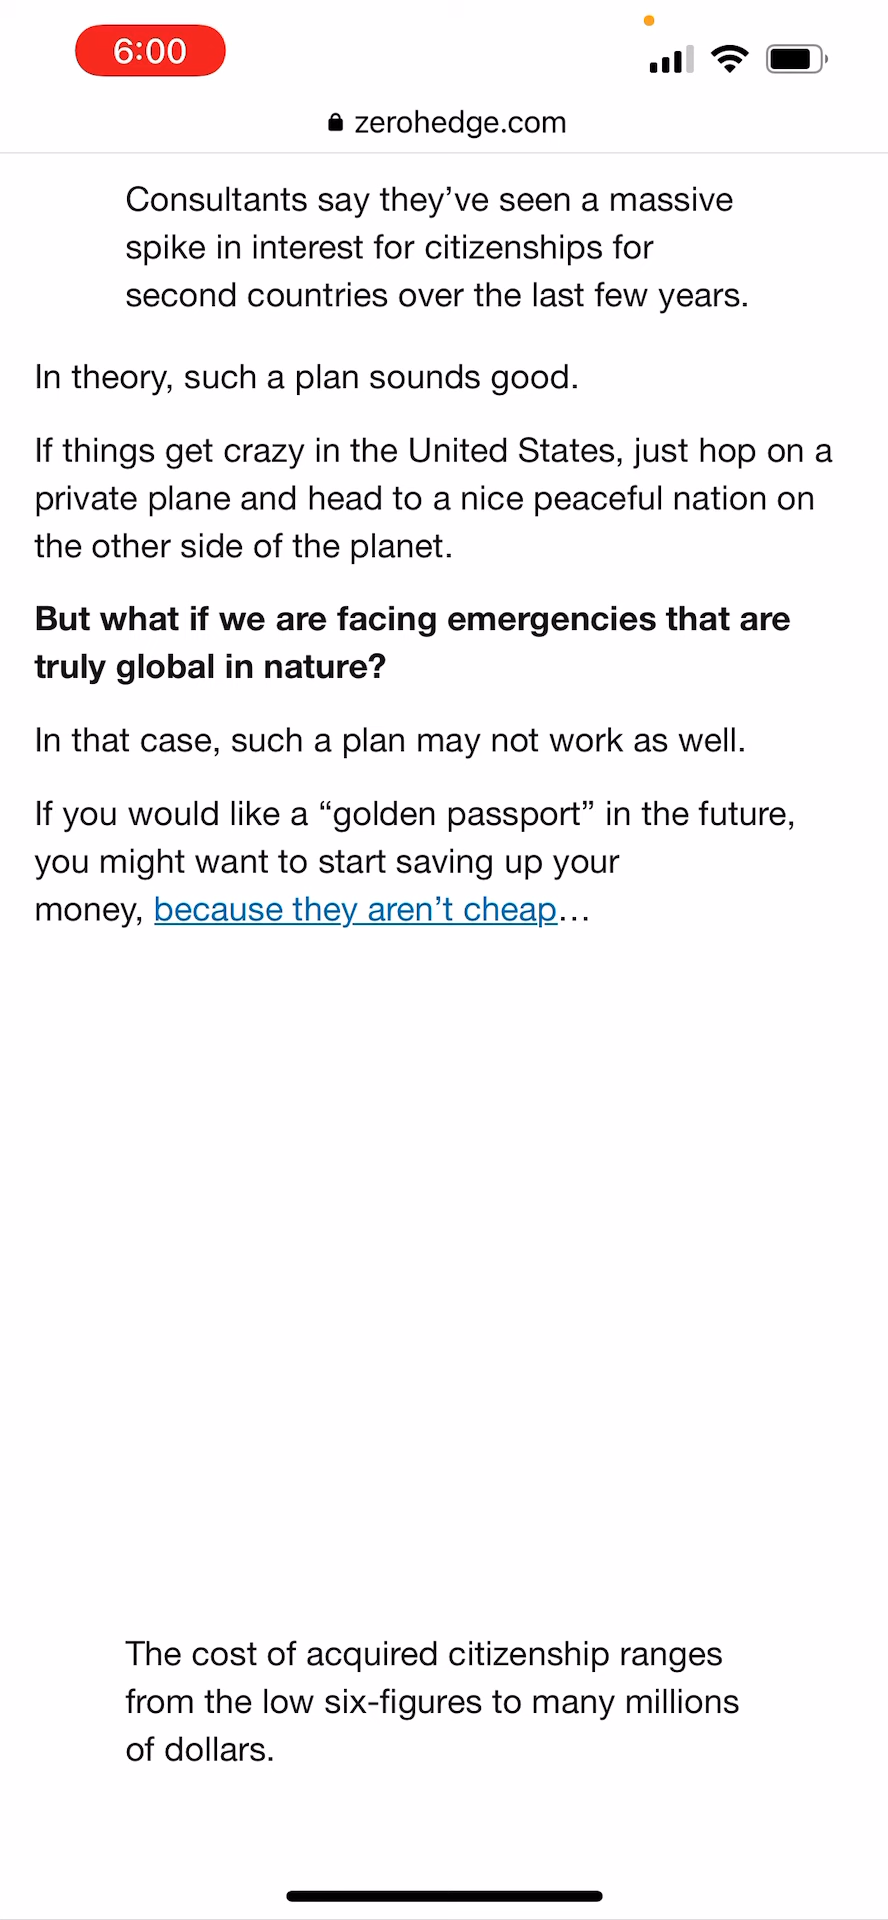 6:00
zerohedge.com
Consultants say they’ve seen a massive
spike in interest for citizenships for
second countries over the last few years.
In theory, such a plan sounds good.
If things get crazy in the United States, just hop on a
private plane and head to a nice peaceful nation on
the other side of the planet.
But what if we are facing emergencies that are
truly global in nature?
In that case, such a plan may not work as well.
If you would like a “golden passport” in the future,
you might want to start saving up your
money, because they aren’t cheap…
The cost of acquired citizenship ranges
from the low six-figures to many millions
of dollars.